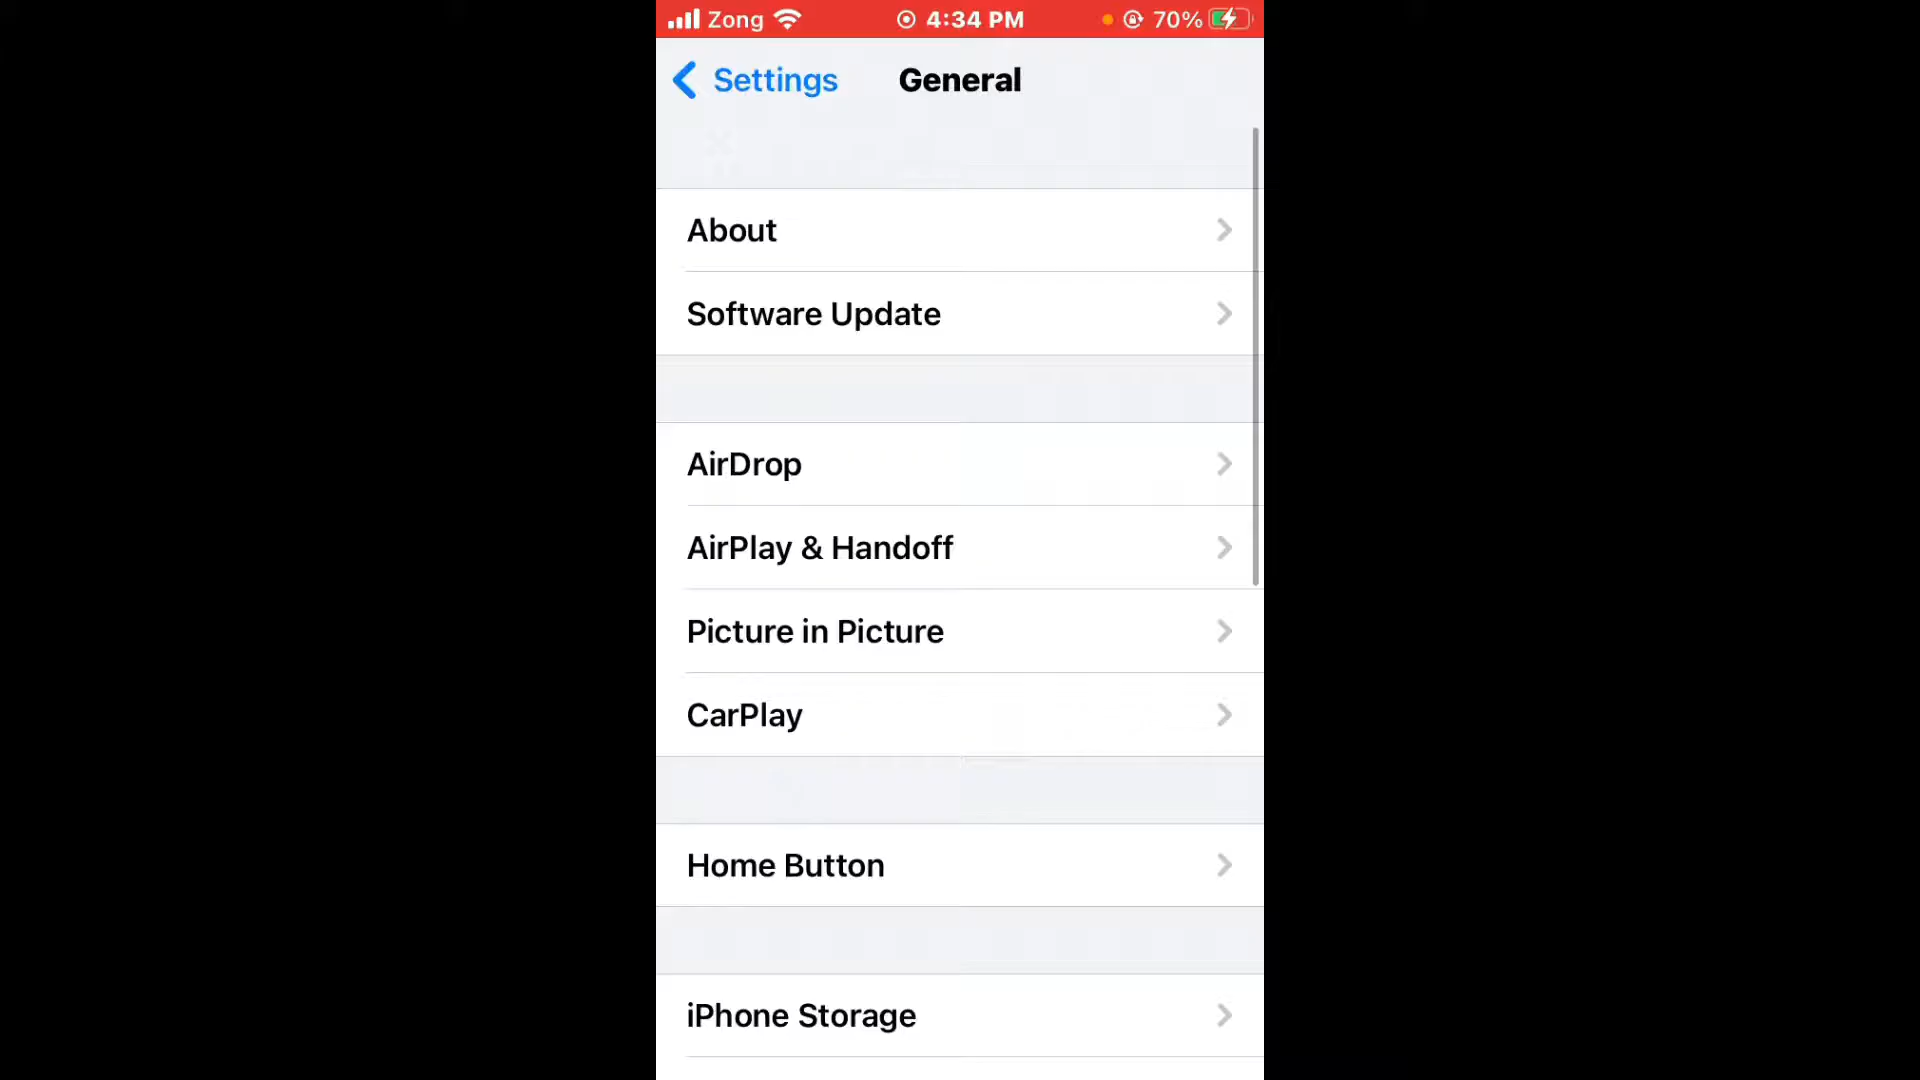 Zong 4:34 PM 70%
Settings General
About
Software Update
AirDrop
AirPlay & Handoff
Picture in Picture
CarPlay
Home Button
iPhone Storage